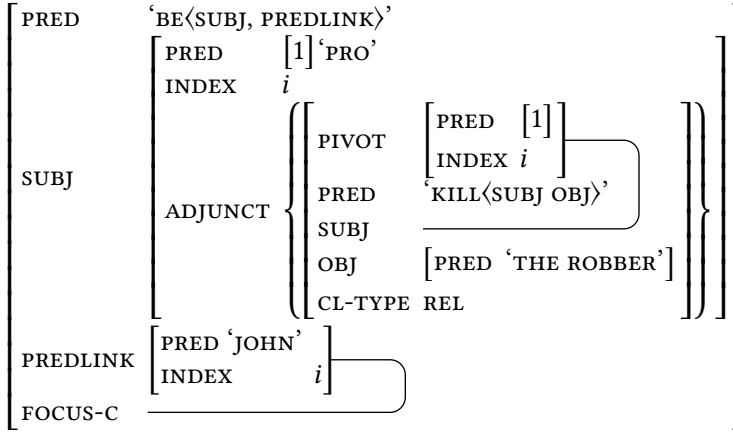 PRED ‘BE⟨SUBJ, PREDLINK⟩’
PRED [1] ‘PRO’
INDEX i
PIVOT PRED [1]
INDEX i
SUBJ
ADJUNCT PRED ‘KILL⟨SUBJ OBJ⟩’
SUBJ
OBJ [PRED ‘THE ROBBER’]
CL-TYPE REL
PREDLINK PRED ‘JOHN’
INDEX i
FOCUS-C